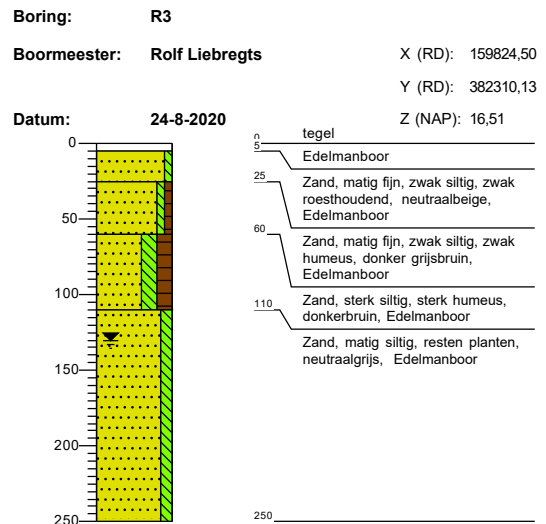 Boring: R3
Boormeester: Rolf Liebregts X (RD): 159824,50
Y (RD): 382310,13
Datum: 24-8-2020 Z (NAP): 16,51
0
50
100
150
200
250
0
tegel
5
Edelmanboor
25
Zand, matig fijn, zwak siltig, zwak
roesthoudend, neutraalbeige,
Edelmanboor
60
Zand, matig fijn, zwak siltig, zwak
humeus, donker grijsbruin,
Edelmanboor
110
Zand, sterk siltig, sterk humeus,
donkerbruin, Edelmanboor
Zand, matig siltig, resten planten,
neutraalgrijs, Edelmanboor
250